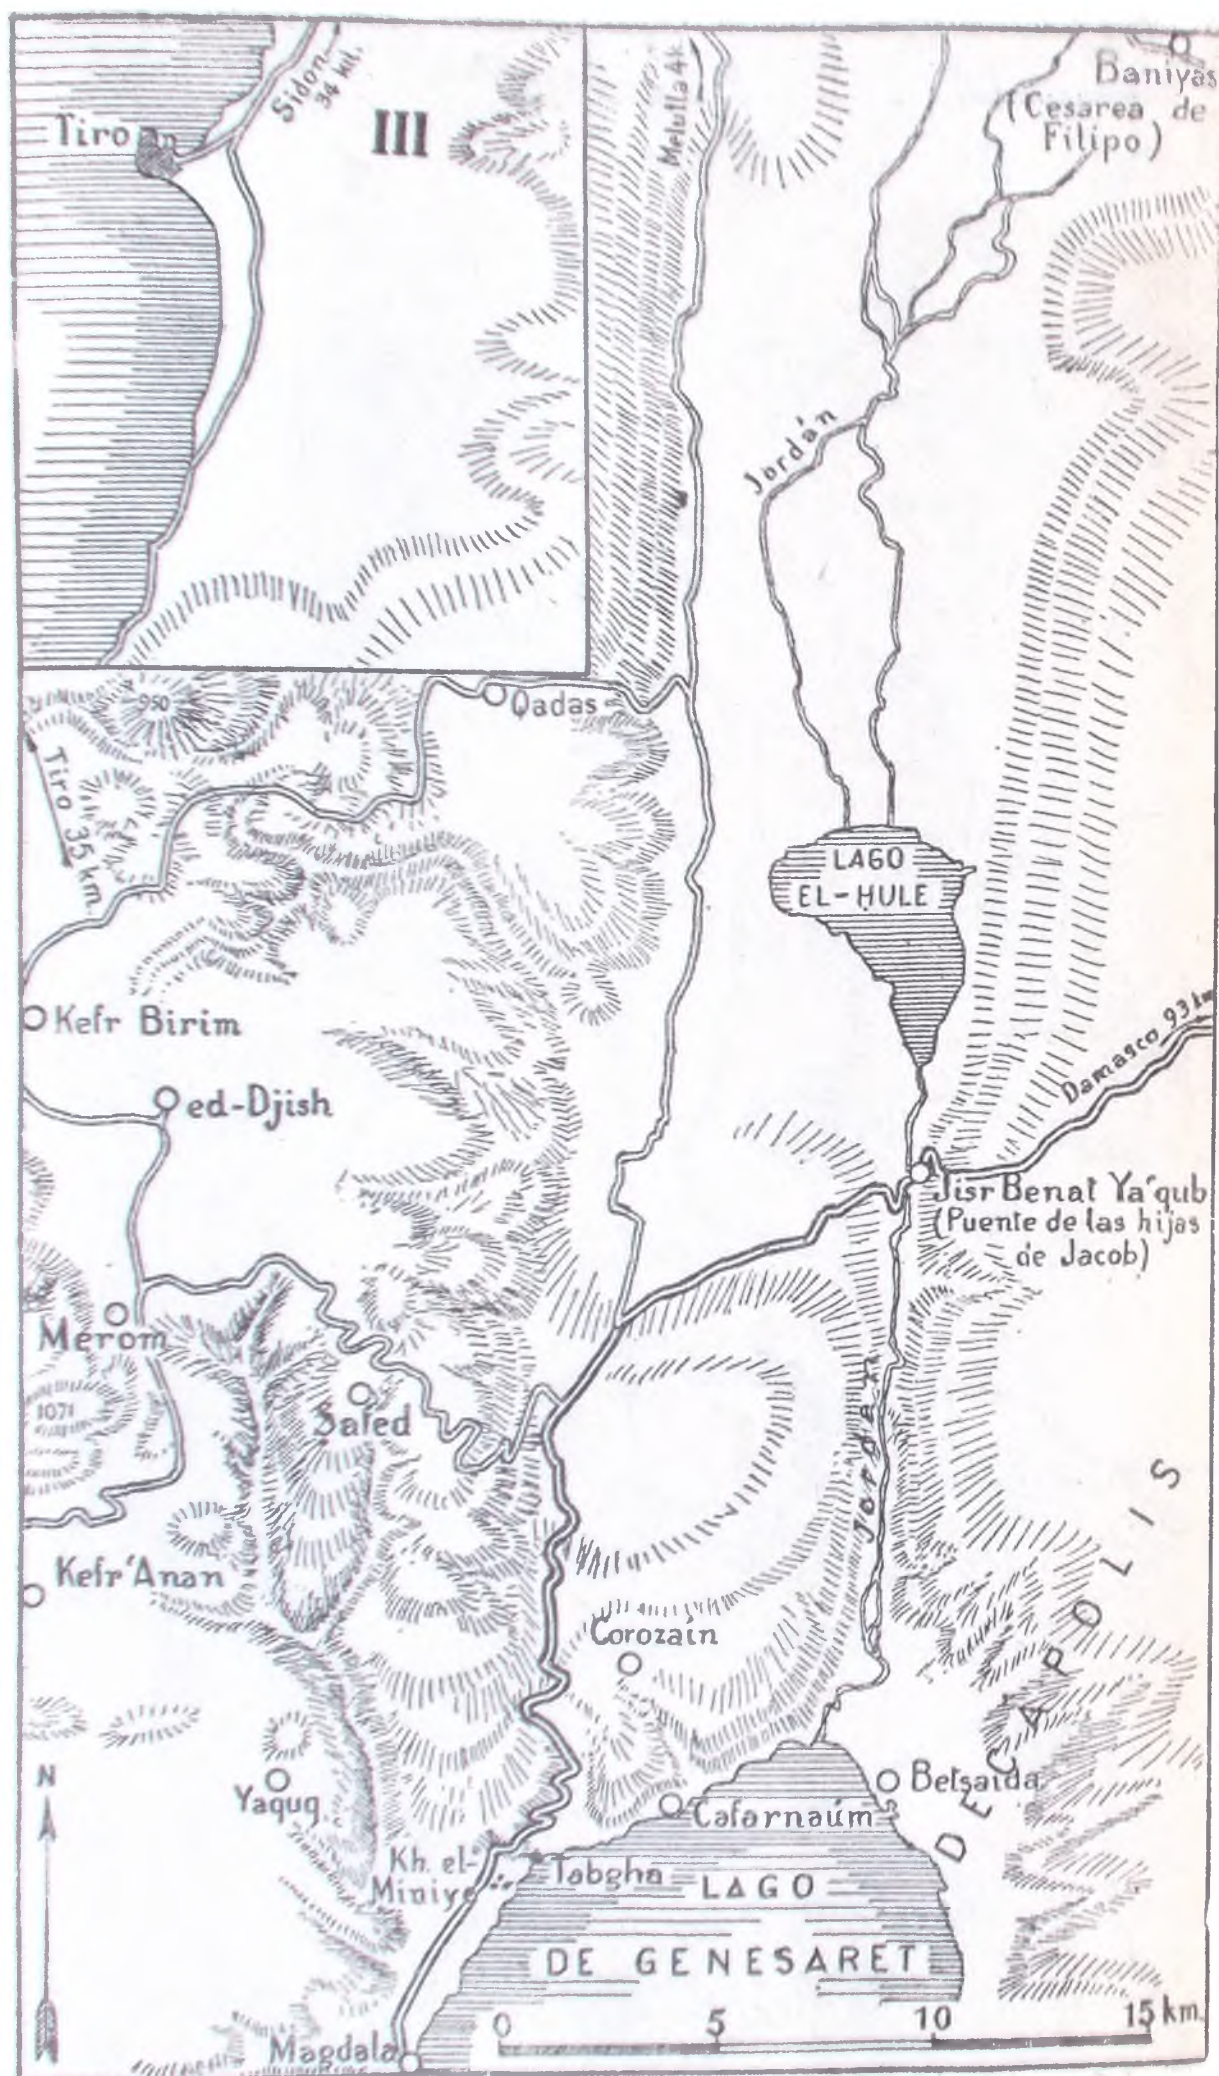 Sidon
34 kil.
III
Tiro
Metulla 4 k
Baniyas
(Cesarea de
Filipo)
Jordán
950
Qadas
Tiro 35 km.
LAGO
EL-HULE
Kefr Birim
ed-Djish
Damasco 93 km
Jisr Benat Ya'qub
(Puente de las hijas
de Jacob)
Merom
1071
Safed
Jordán
Kefr 'Anan
Corozaín
DECAPOLIS
N
Yaquq
Betsaida
Cafarnaúm
Kh. el-
Miniye
Tabgha
LAGO
DE GENESARET
Magdala
0 5 10 15 km.